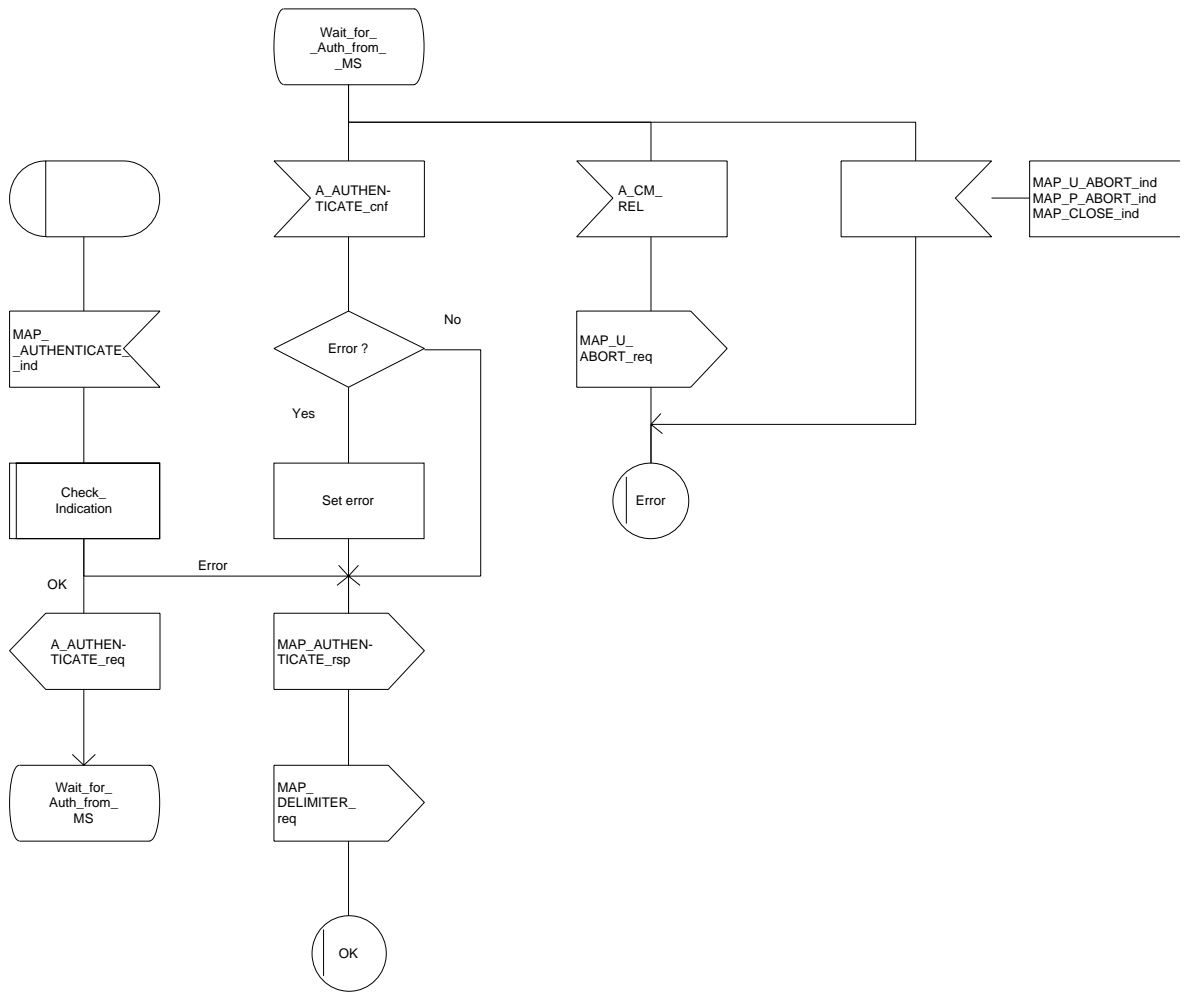 Wait_for_
_Auth_from_
_MS
A_AUTHEN-
TICATE_cnf
A_CM_
REL
MAP_U_ABORT_ind
MAP_P_ABORT_ind
MAP_CLOSE_ind
MAP_
_AUTHENTICATE_
_ind
Error ?
No
Yes
MAP_U_
ABORT_req
Check_
Indication
Set error
Error
Error
OK
A_AUTHEN-
TICATE_req
MAP_AUTHEN-
TICATE_rsp
Wait_for_
Auth_from_
MS
MAP_
DELIMITER_
req
OK